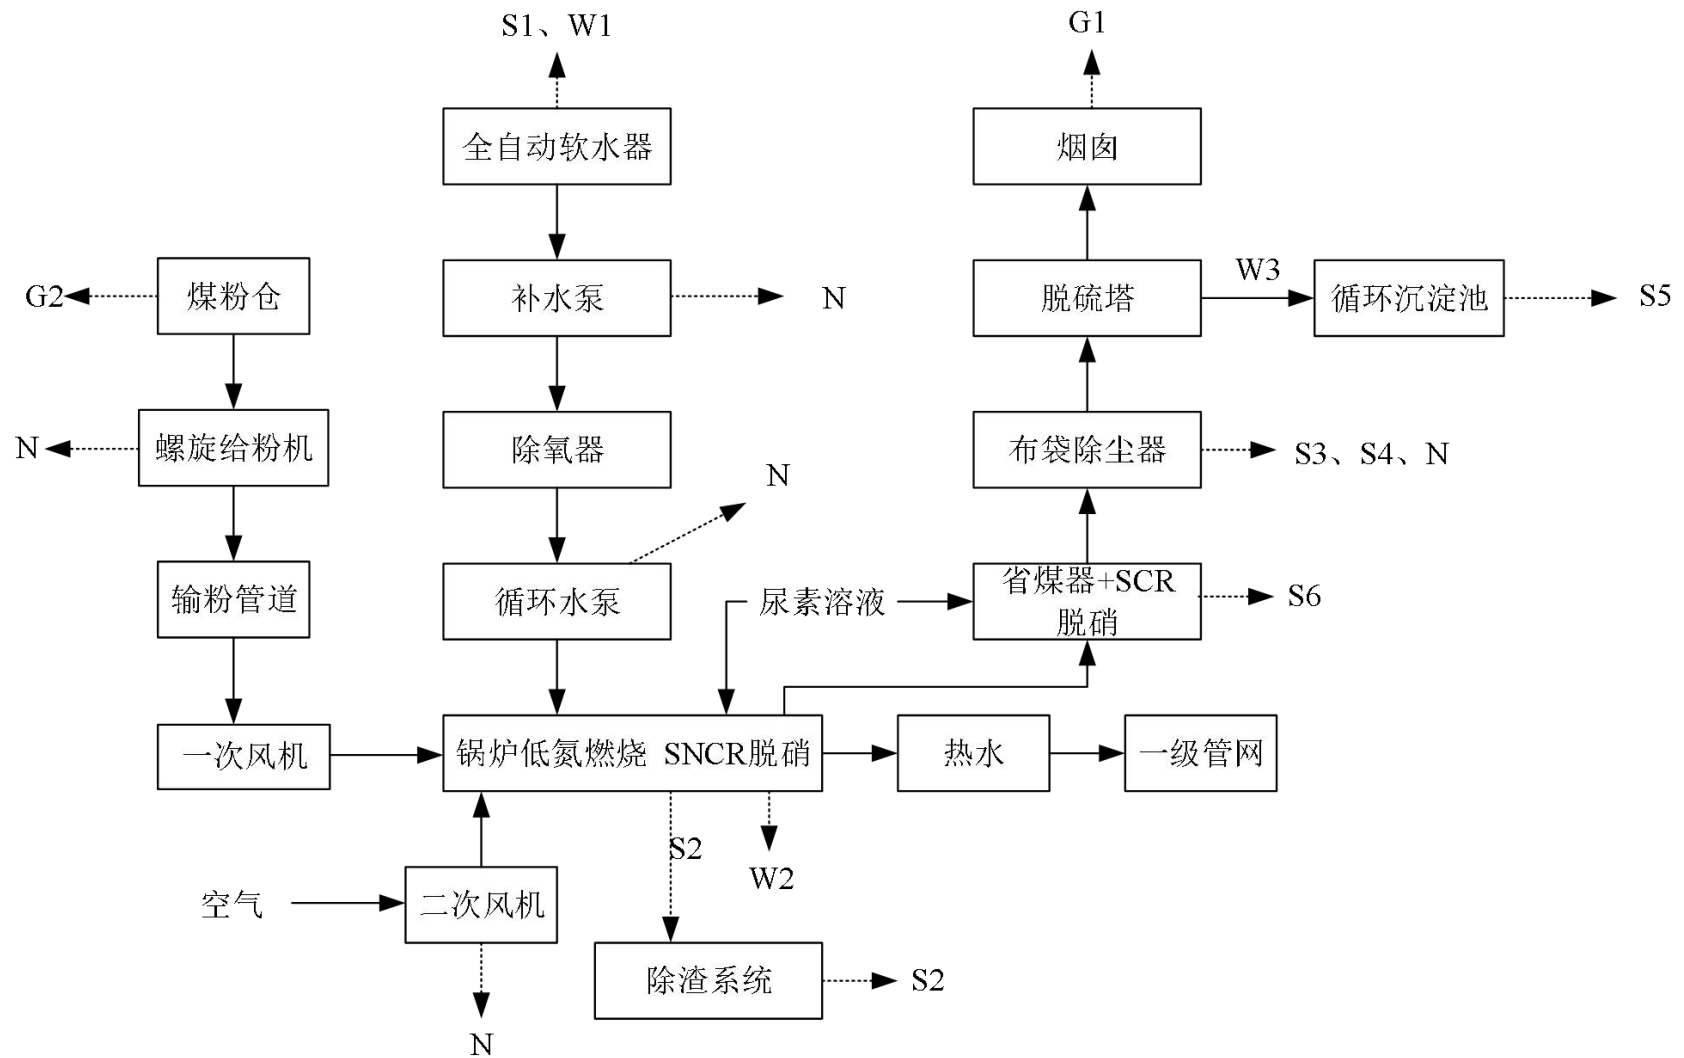 S1、W1
G1
全自动软水器
烟囱
G2
煤粉仓
补水泵
N
脱硫塔
W3
循环沉淀池
S5
N
螺旋给粉机
除氧器
N
布袋除尘器
S3、S4、N
输粉管道
循环水泵
尿素溶液
省煤器+SCR
脱硝
S6
一次风机
锅炉低氮燃烧 SNCR脱硝
热水
一级管网
S2
W2
空气
二次风机
除渣系统
S2
N